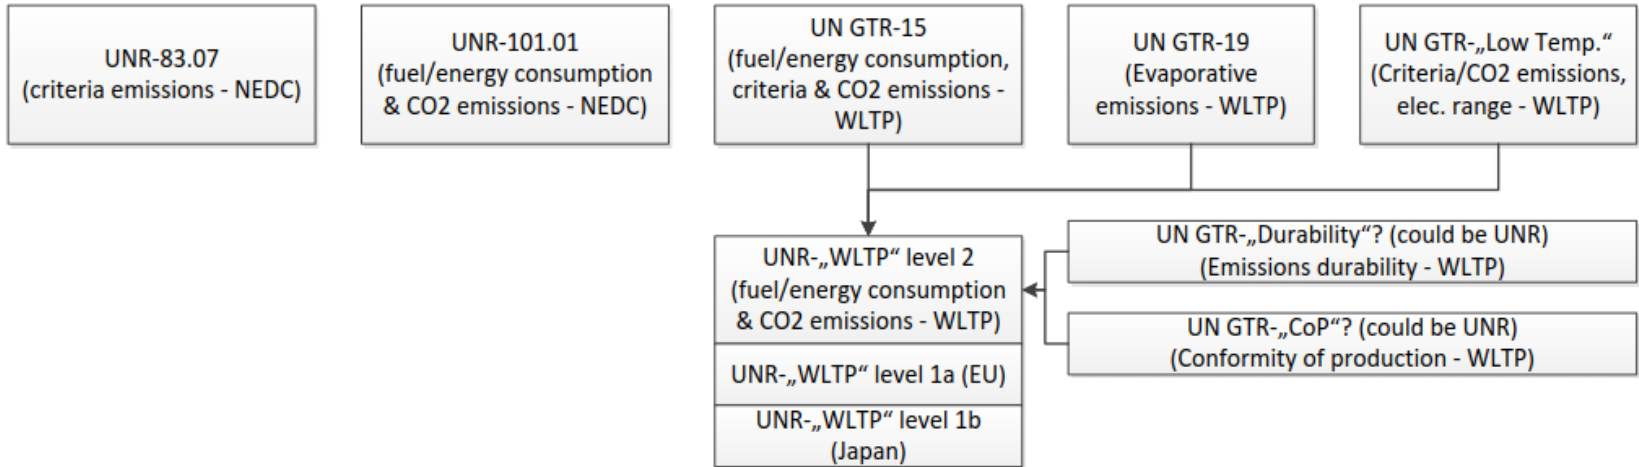 UNR-83.07
(criteria emissions - NEDC)
UNR-101.01
(fuel/energy consumption
& CO2 emissions - NEDC)
UN GTR-15
(fuel/energy consumption,
criteria & CO2 emissions -
WLTP)
UN GTR-19
(Evaporative
emissions - WLTP)
UN GTR-„Low Temp.“
(Criteria/CO2 emissions,
elec. range - WLTP)
UNR-„WLTP“ level 2
(fuel/energy consumption
& CO2 emissions - WLTP)
UNR-„WLTP“ level 1a (EU)
UNR-„WLTP“ level 1b
(Japan)
UN GTR-„Durability“? (could be UNR)
(Emissions durability - WLTP)
UN GTR-„CoP“? (could be UNR)
(Conformity of production - WLTP)